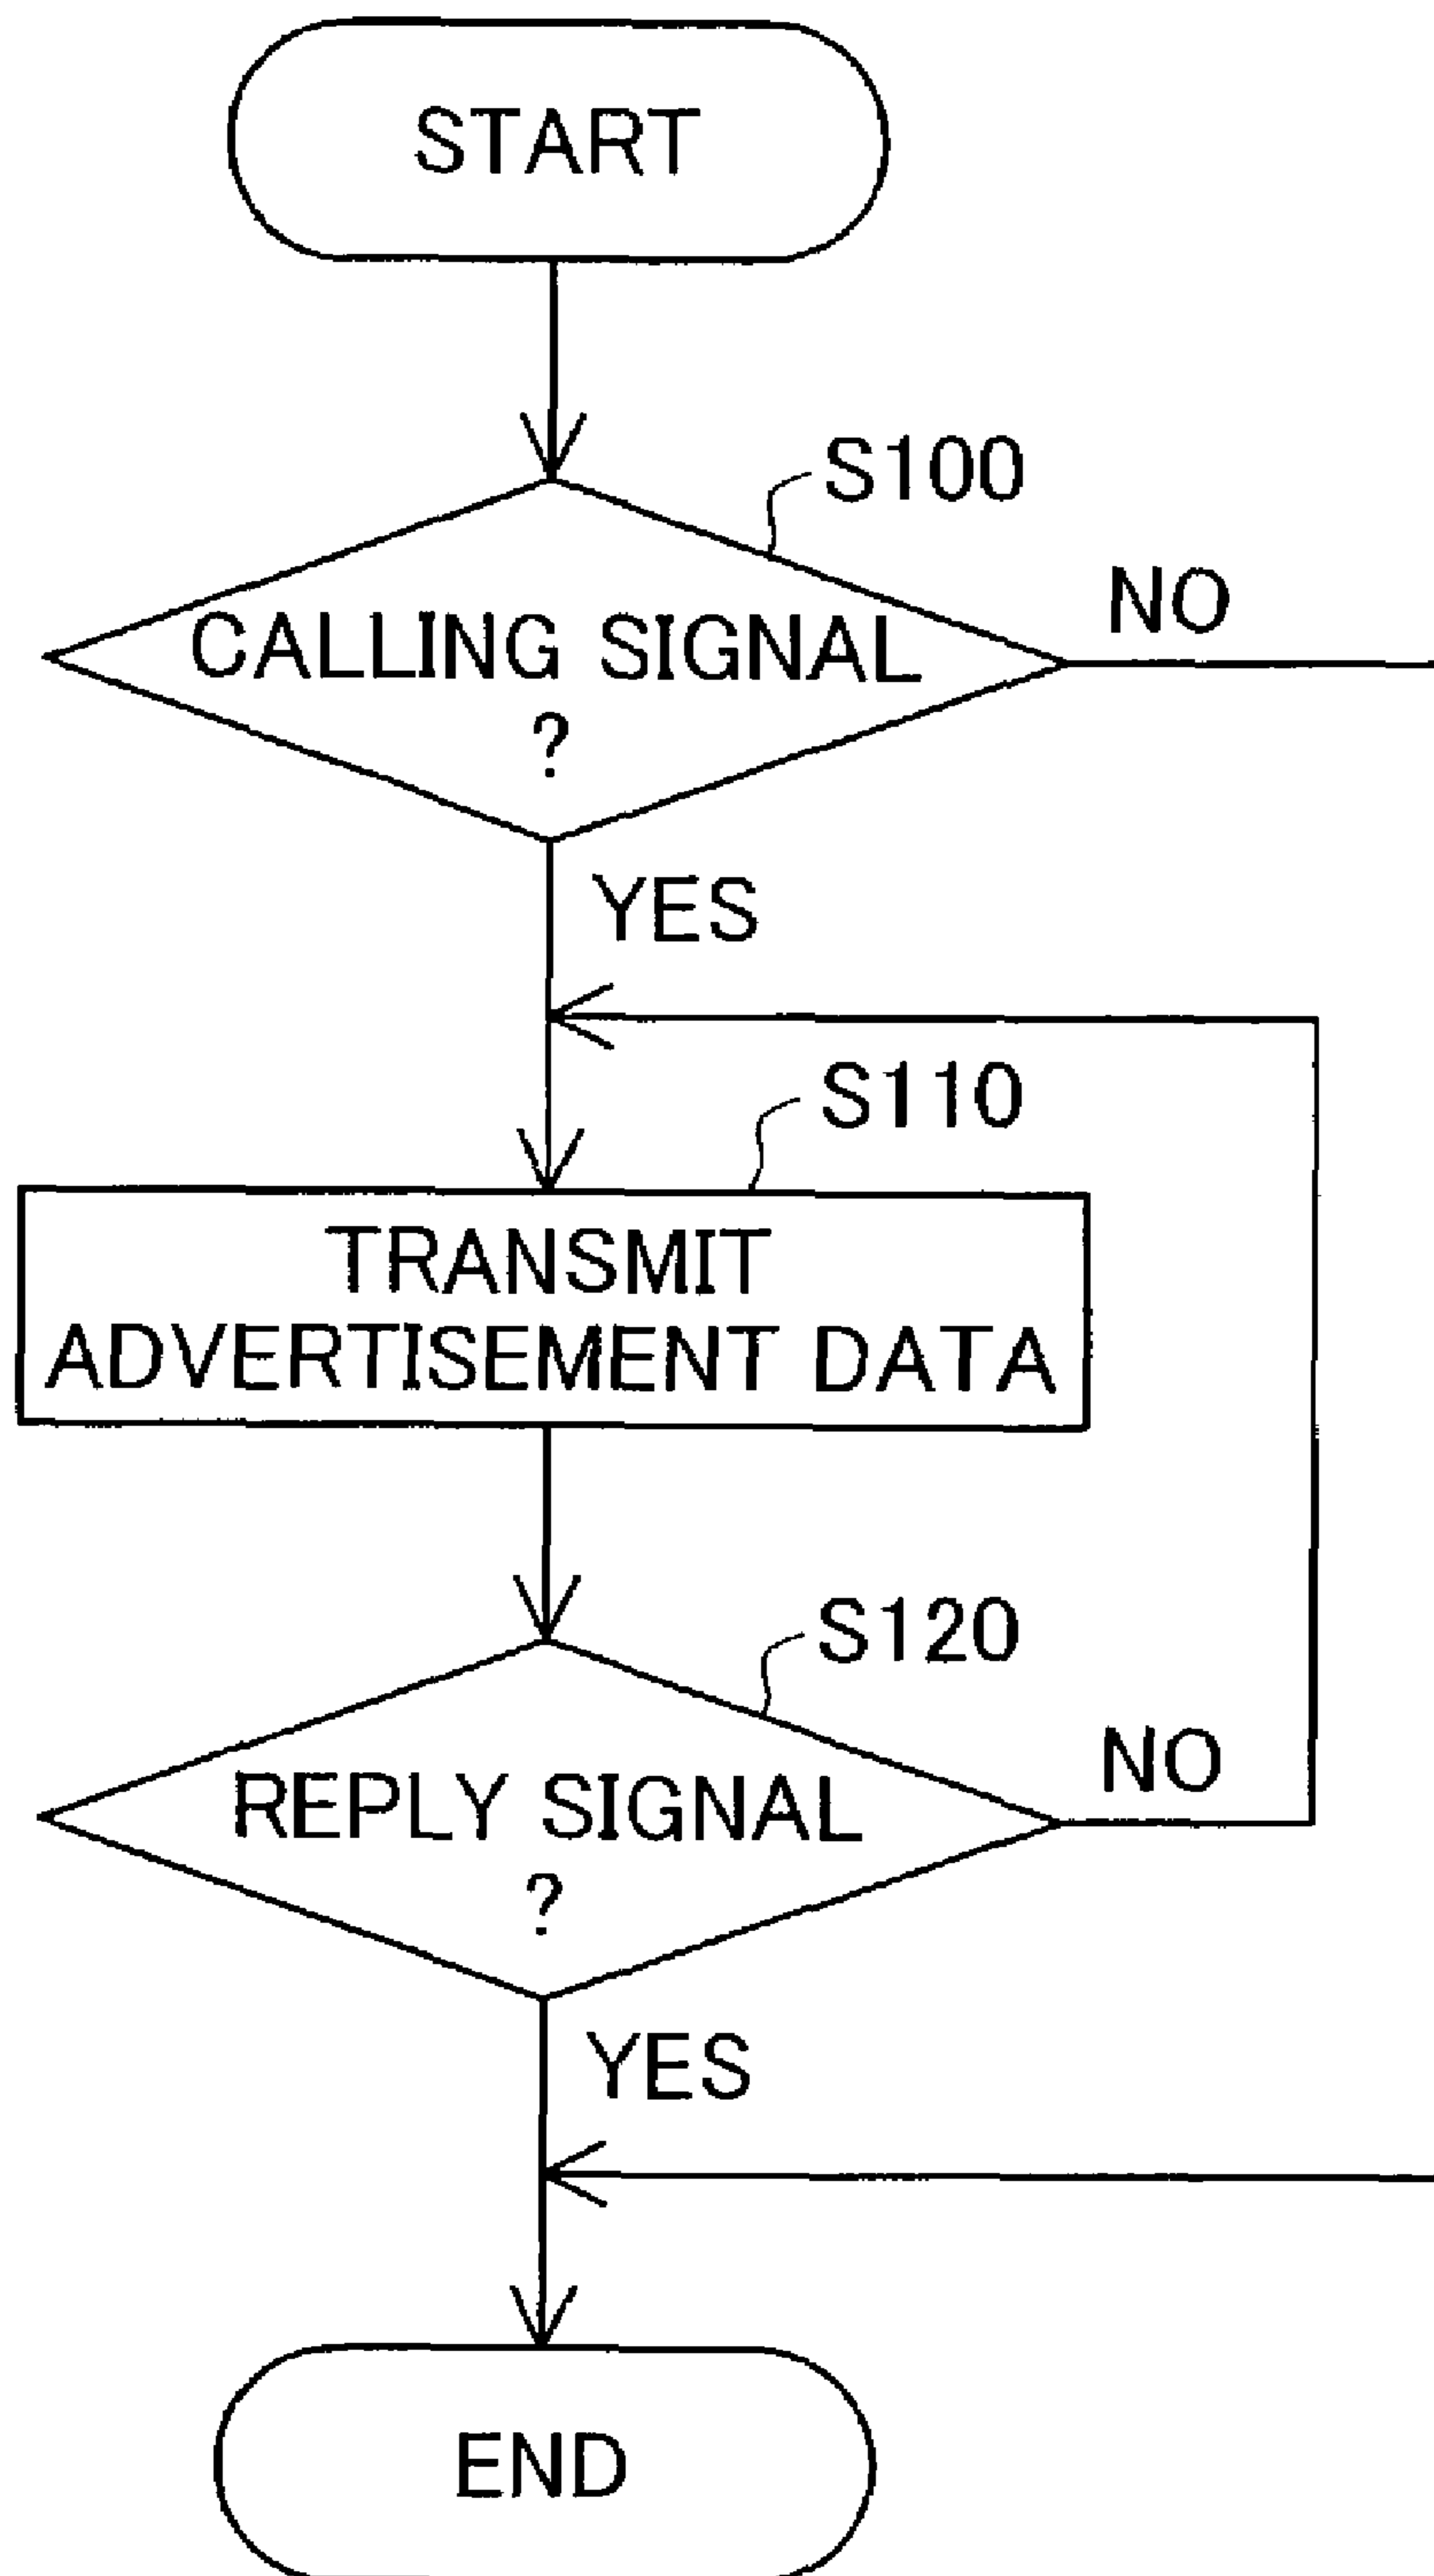 START
S100
CALLING SIGNAL
?
NO
YES
S110
TRANSMIT
ADVERTISEMENT DATA
S120
REPLY SIGNAL
?
NO
YES
END